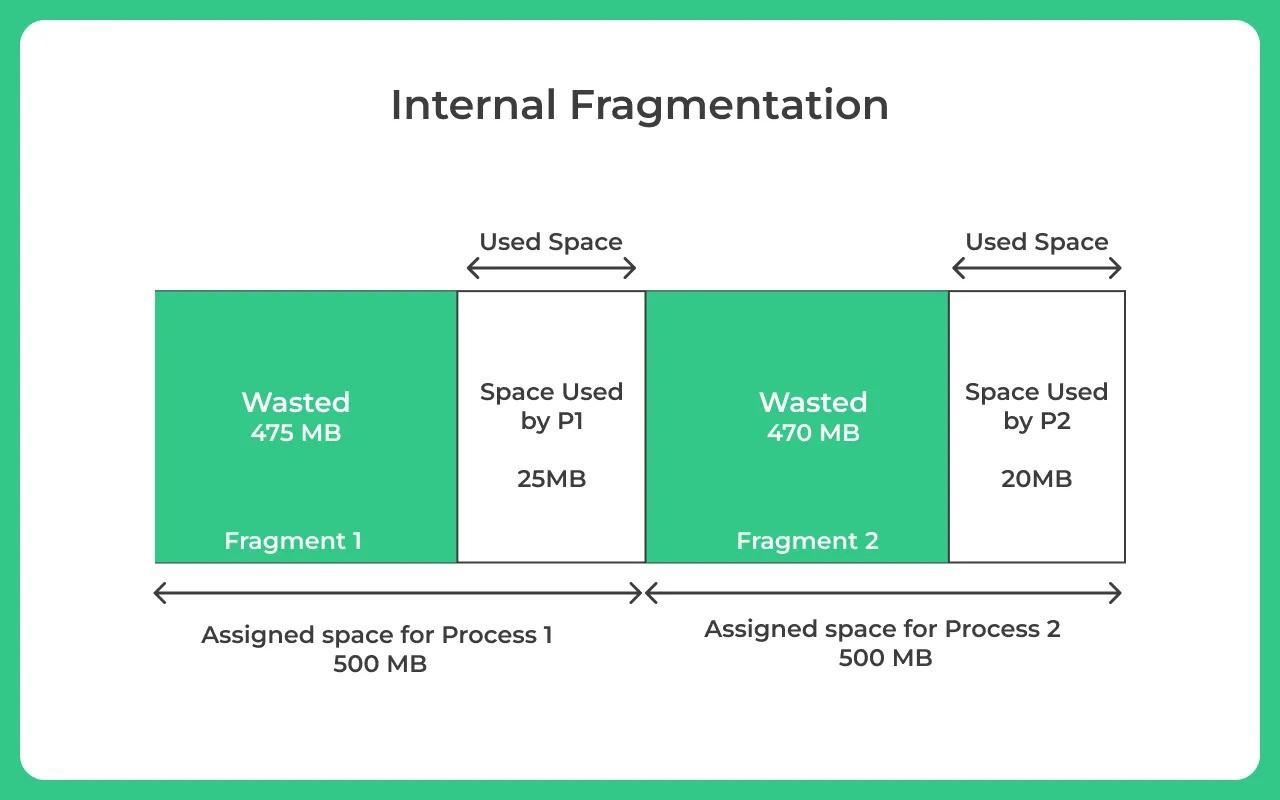 Internal Fragmentation
Used Space
Used Space
Wasted
475 MB
Fragment 1
Space Used
by P1
25MB
Wasted
470 MB
Fragment 2
Space Used
by P2
20MB
Assigned space for Process 1
500 MB
Assigned space for Process 2
500 MB